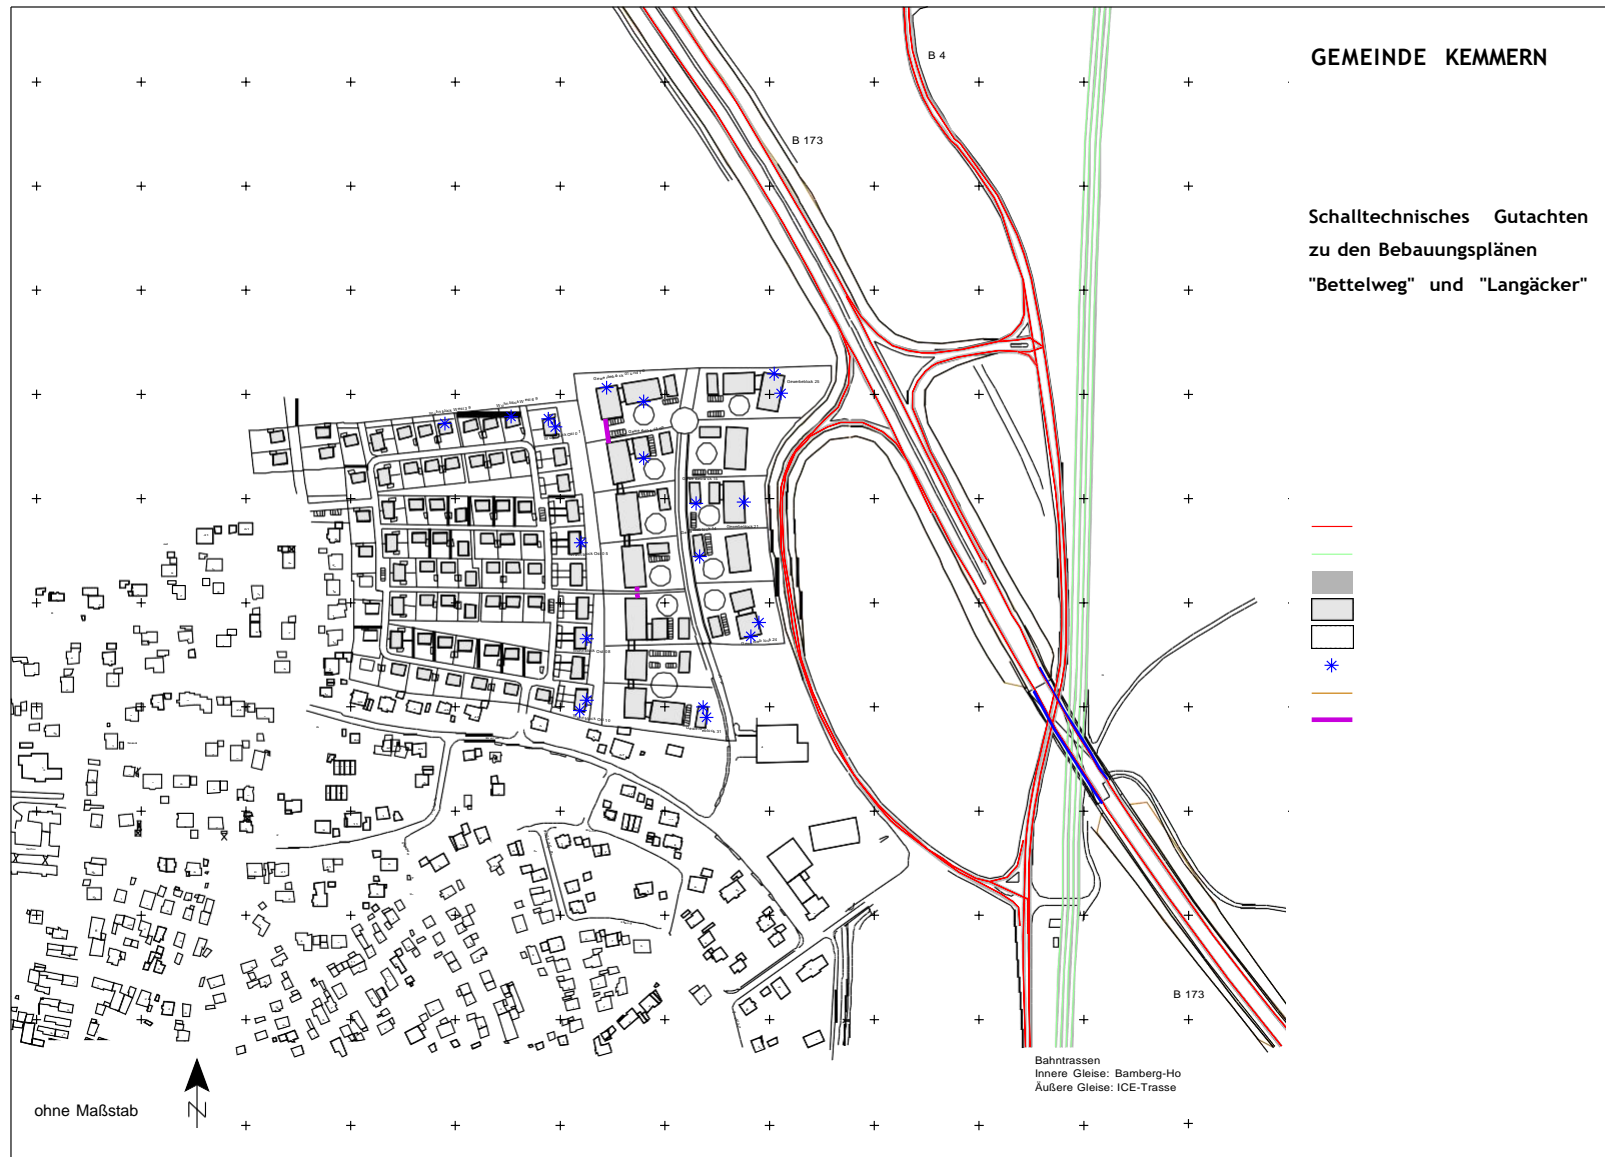 GEMEINDE KEMMERN
B 4
B 173
Schalltechnisches Gutachten
zu den Bebauungsplänen
"Bettelweg" und "Langäcker"
B 173
Bahntrassen
Innere Gleise: Bamberg-Ho
Äußere Gleise: ICE-Trasse
ohne Maßstab
N